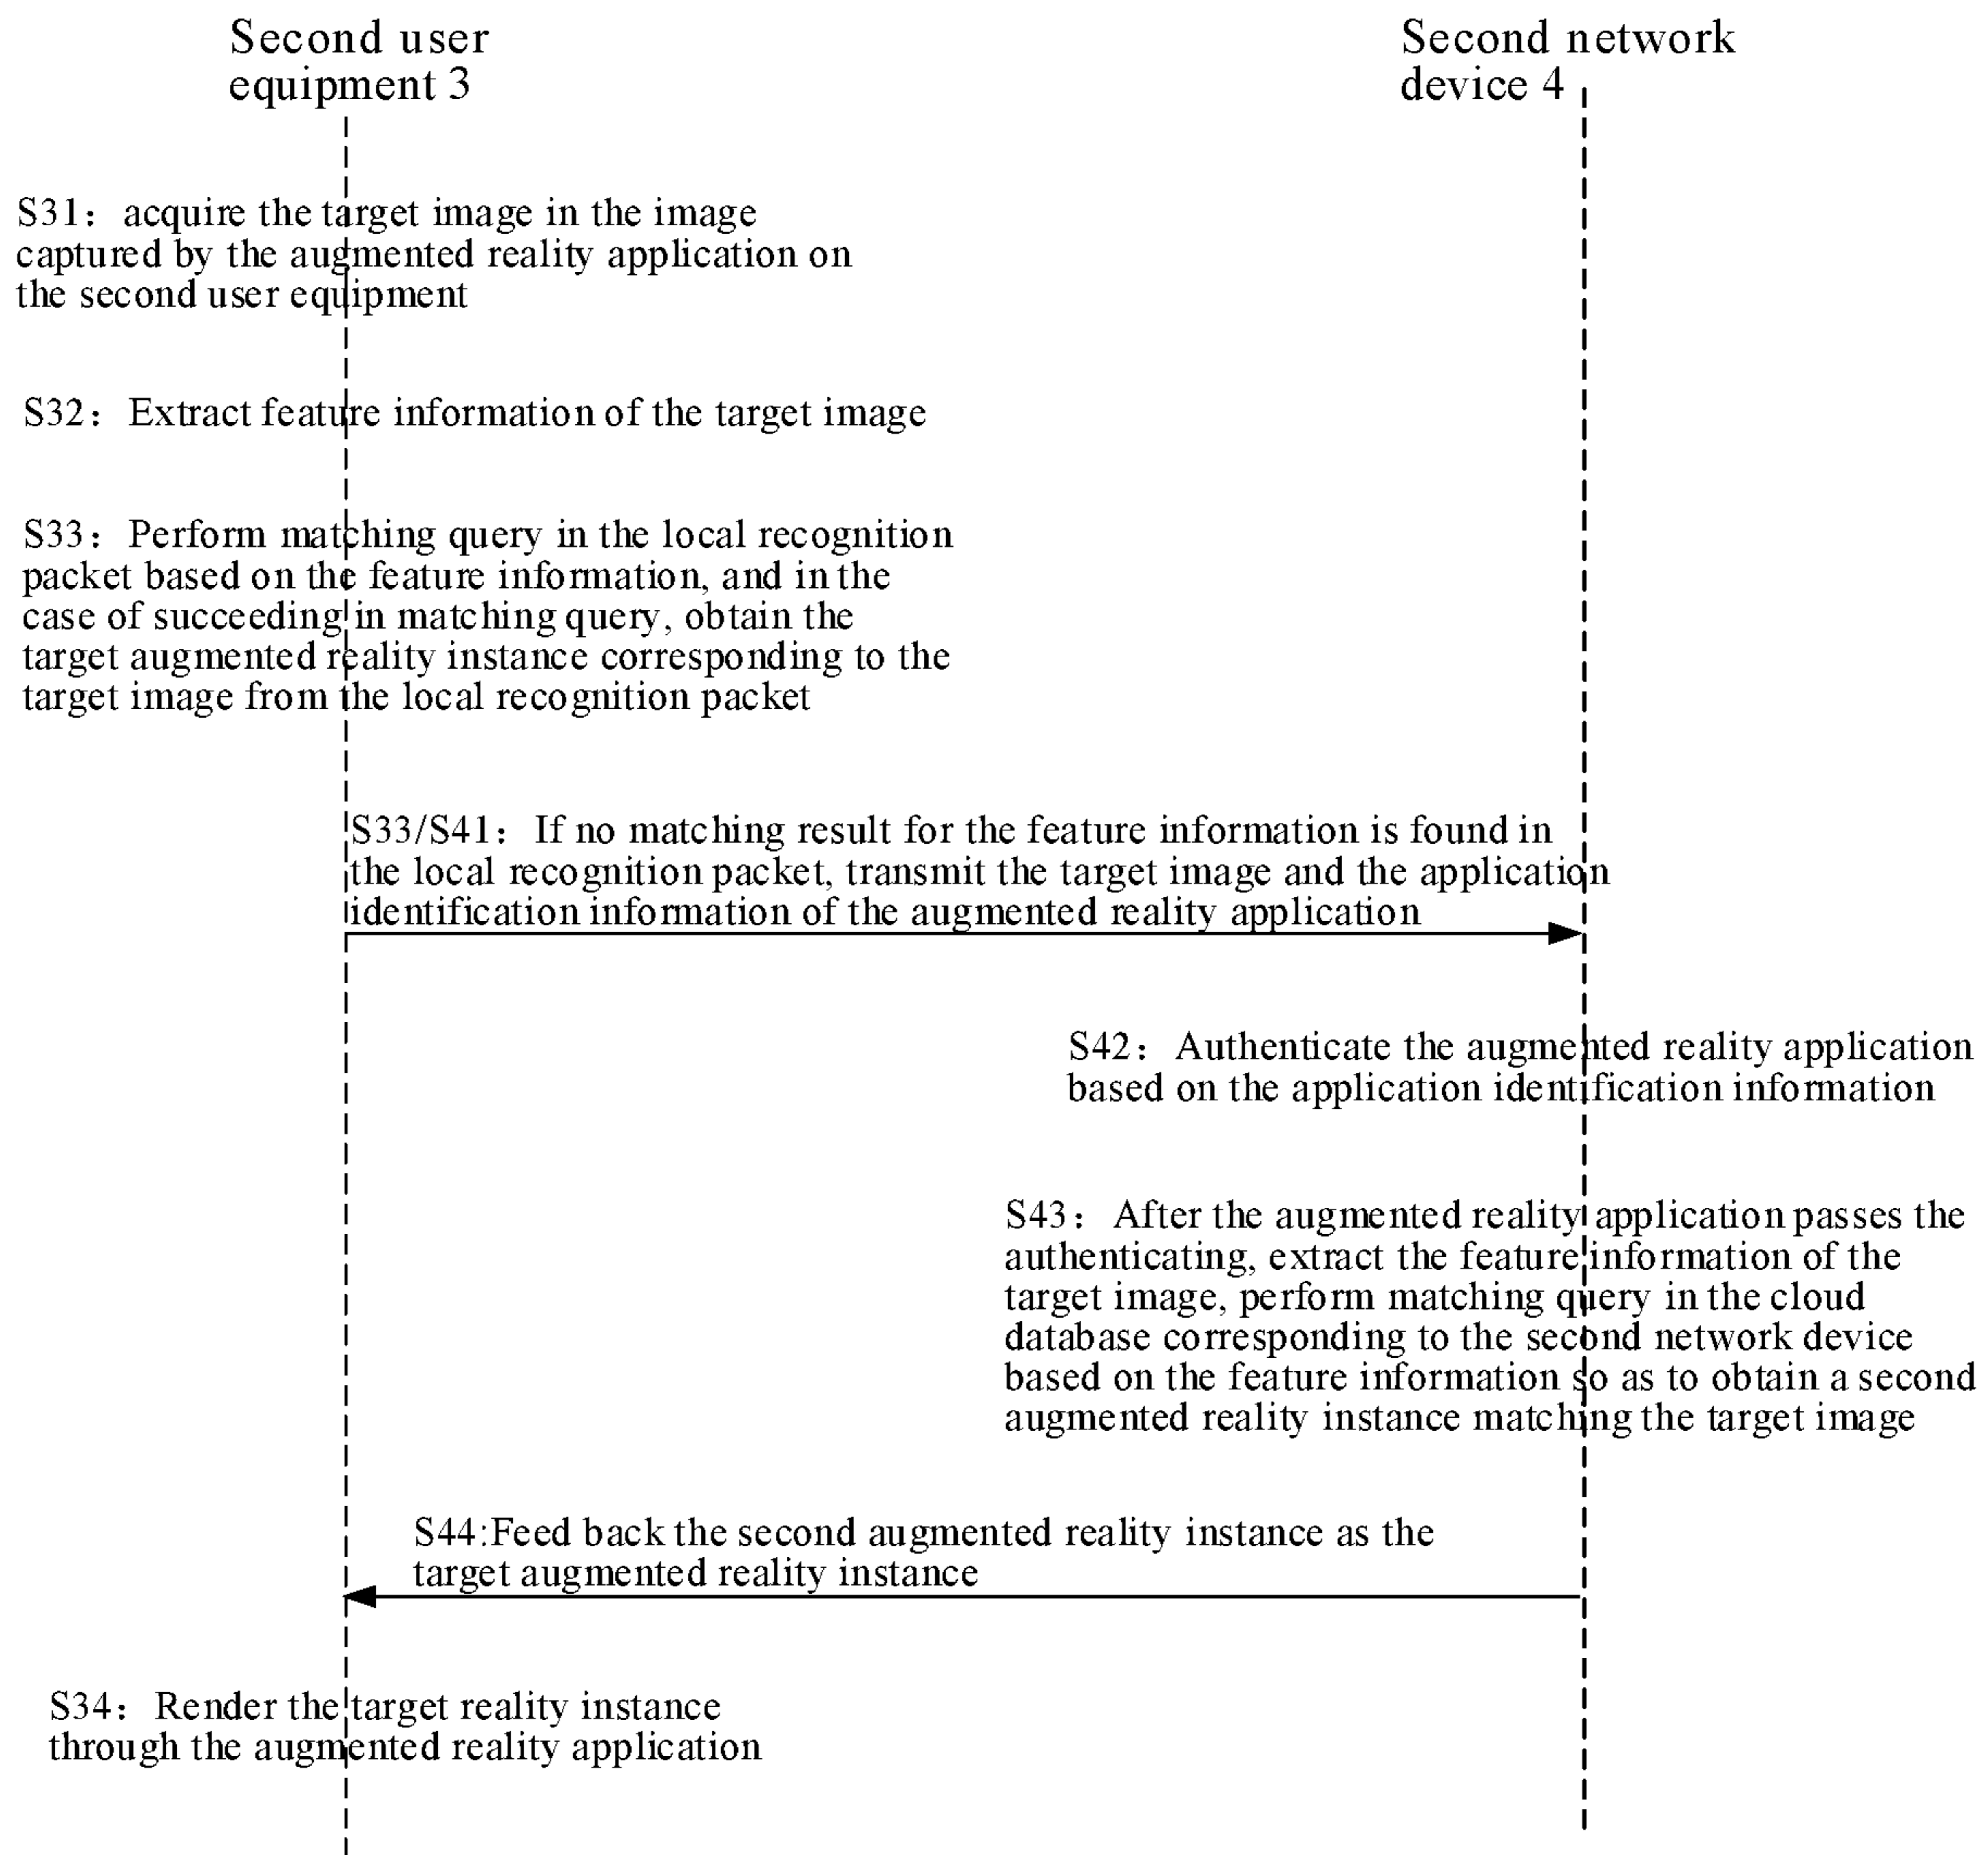 Second user
equipment 3
Second network
device 4
S31：acquire the target image in the image
captured by the augmented reality application on
the second user equipment
S32：Extract feature information of the target image
S33：Perform matching query in the local recognition
packet based on the feature information, and in the
case of succeeding in matching query, obtain the
target augmented reality instance corresponding to the
target image from the local recognition packet
S33/S41：If no matching result for the feature information is found in
the local recognition packet, transmit the target image and the application
identification information of the augmented reality application
S42：Authenticate the augmented reality application
based on the application identification information
S43：After the augmented reality application passes the
authenticating, extract the feature information of the
target image, perform matching query in the cloud
database corresponding to the second network device
based on the feature information so as to obtain a second
augmented reality instance matching the target image
S44:Feed back the second augmented reality instance as the
target augmented reality instance
S34：Render the target reality instance
through the augmented reality application